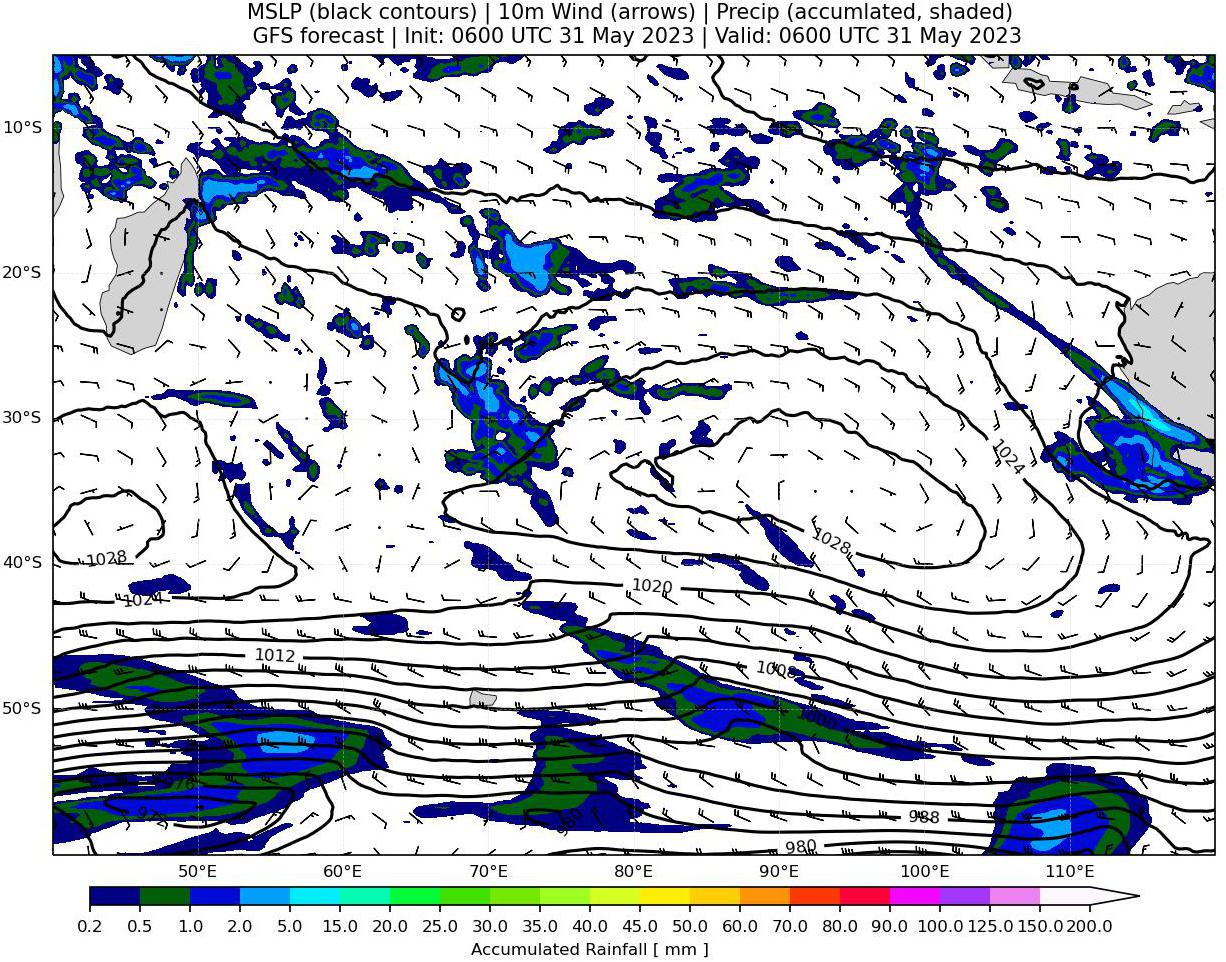 MSLP (black contours) | 10m Wind (arrows) | Precip (accumlated, shaded)
GFS forecast | Init: 0600 UTC 31 May 2023 | Valid: 0600 UTC 31 May 2023
10°S
20°S
30°S
1024
1028
1028
40°S
1020
1024
1012
1008
50°S
1000
976
972
980
988
980
50°E 60°E 70°E 80°E 90°E 100°E 110°E
0.2 0.5 1.0 2.0 5.0 15.0 20.0 25.0 30.0 35.0 40.0 45.0 50.0 60.0 70.0 80.0 90.0 100.0 125.0 150.0 200.0
Accumulated Rainfall [ mm ]